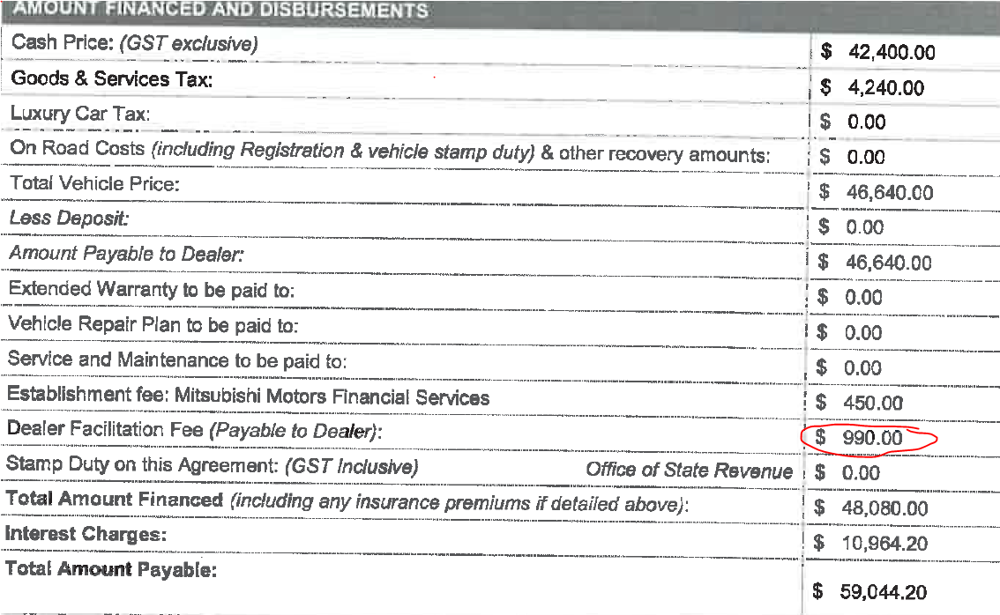 AMOUNT FINANCED AND DISBURSEMENTS
Cash Price: (GST exclusive) $ 42,400.00
Goods & Services Tax: $ 4,240.00
Luxury Car Tax: $ 0.00
On Road Costs (including Registration & vehicle stamp duty) & other recovery amounts: $ 0.00
Total Vehicle Price: $ 46,640.00
Less Deposit: $ 0.00
Amount Payable to Dealer: $ 46,640.00
Extended Warranty to be paid to: $ 0.00
Vehicle Repair Plan to be paid to: $ 0.00
Service and Maintenance to be paid to: $ 0.00
Establishment fee: Mitsubishi Motors Financial Services $ 450.00
Dealer Facilitation Fee (Payable to Dealer): $ 990.00
Stamp Duty on this Agreement: (GST Inclusive) Office of State Revenue $ 0.00
Total Amount Financed (including any insurance premiums if detailed above): $ 48,080.00
Interest Charges: $ 10,964.20
Total Amount Payable: $ 59,044.20